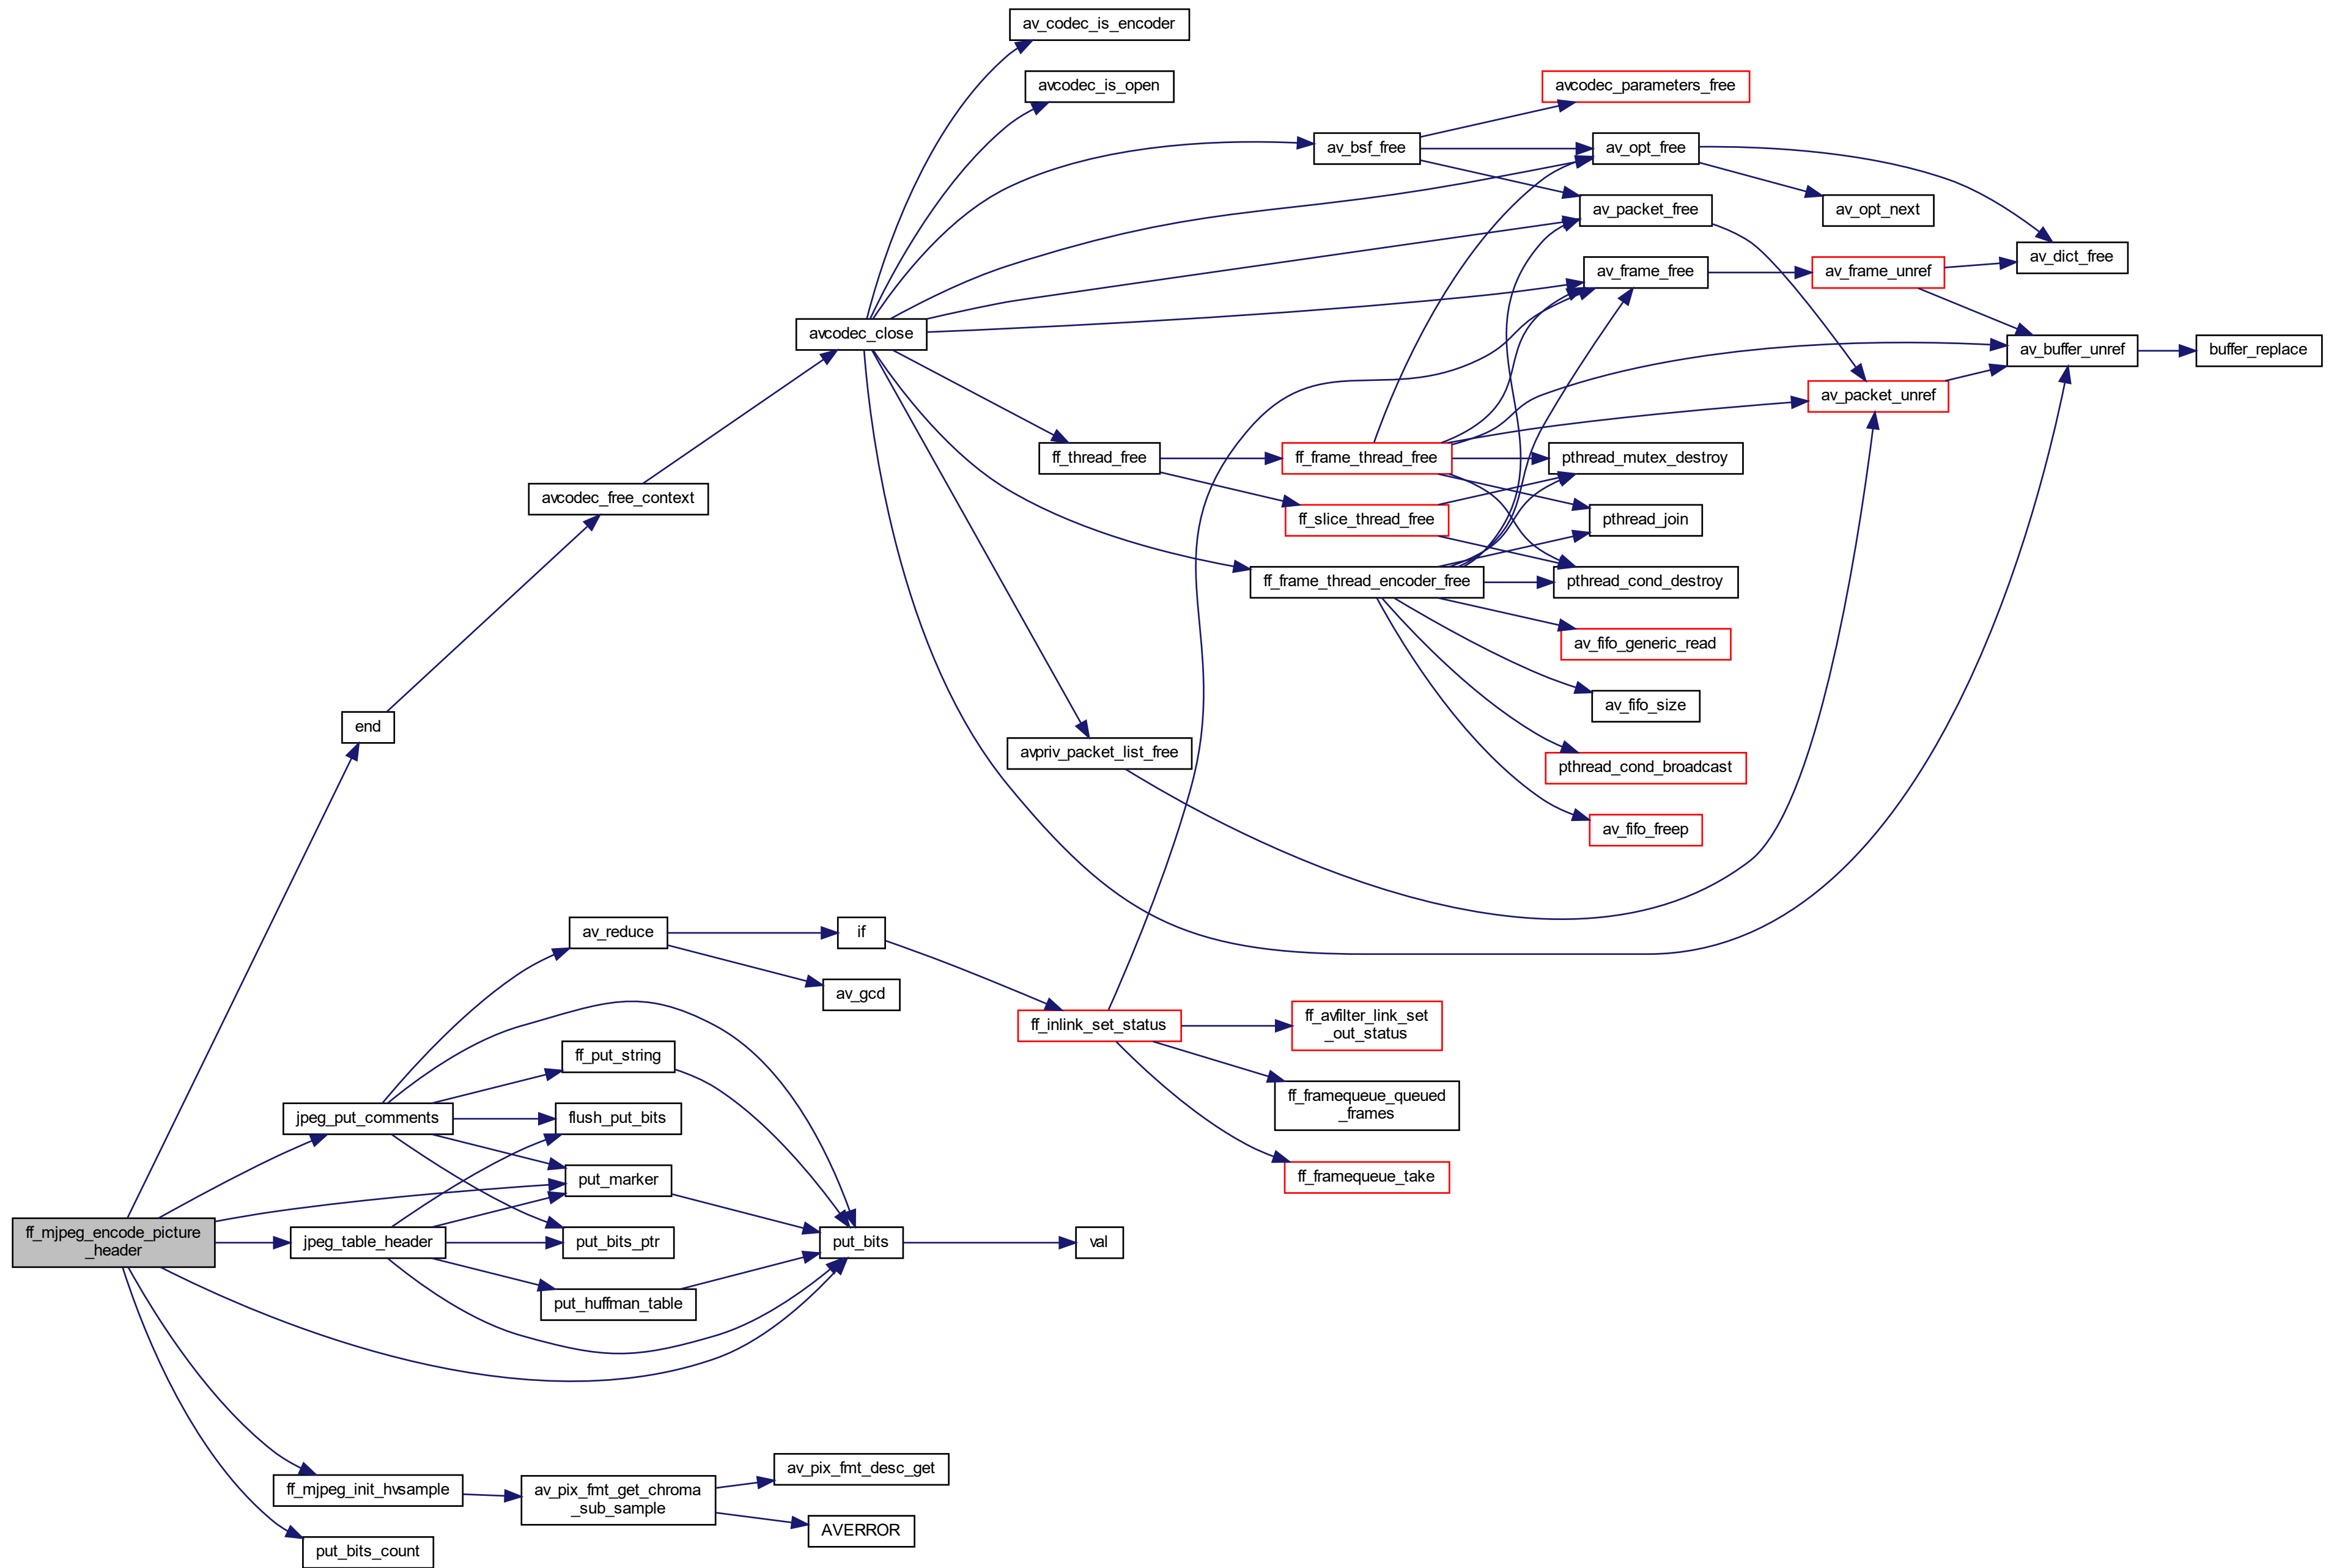 av_codec_is_encoder
avcodec_is_open
avcodec_parameters_free
av_bsf_free
av_opt_free
av_packet_free
av_opt_next
av_frame_free
av_frame_unref
av_dict_free
avcodec_close
av_buffer_unref
buffer_replace
av_packet_unref
ff_thread_free
ff_frame_thread_free
pthread_mutex_destroy
avcodec_free_context
ff_slice_thread_free
pthread_join
ff_frame_thread_encoder_free
pthread_cond_destroy
av_fifo_generic_read
av_fifo_size
end
avpriv_packet_list_free
pthread_cond_broadcast
av_fifo_freep
av_reduce
if
av_gcd
ff_inlink_set_status
ff_avfilter_link_set
_out_status
ff_put_string
ff_framequeue_queued
_frames
jpeg_put_comments
flush_put_bits
put_marker
ff_framequeue_take
ff_mjpeg_encode_picture
_header
jpeg_table_header
put_bits_ptr
put_bits
val
put_huffman_table
ff_mjpeg_init_hvsample
av_pix_fmt_get_chroma
_sub_sample
av_pix_fmt_desc_get
AVERROR
put_bits_count